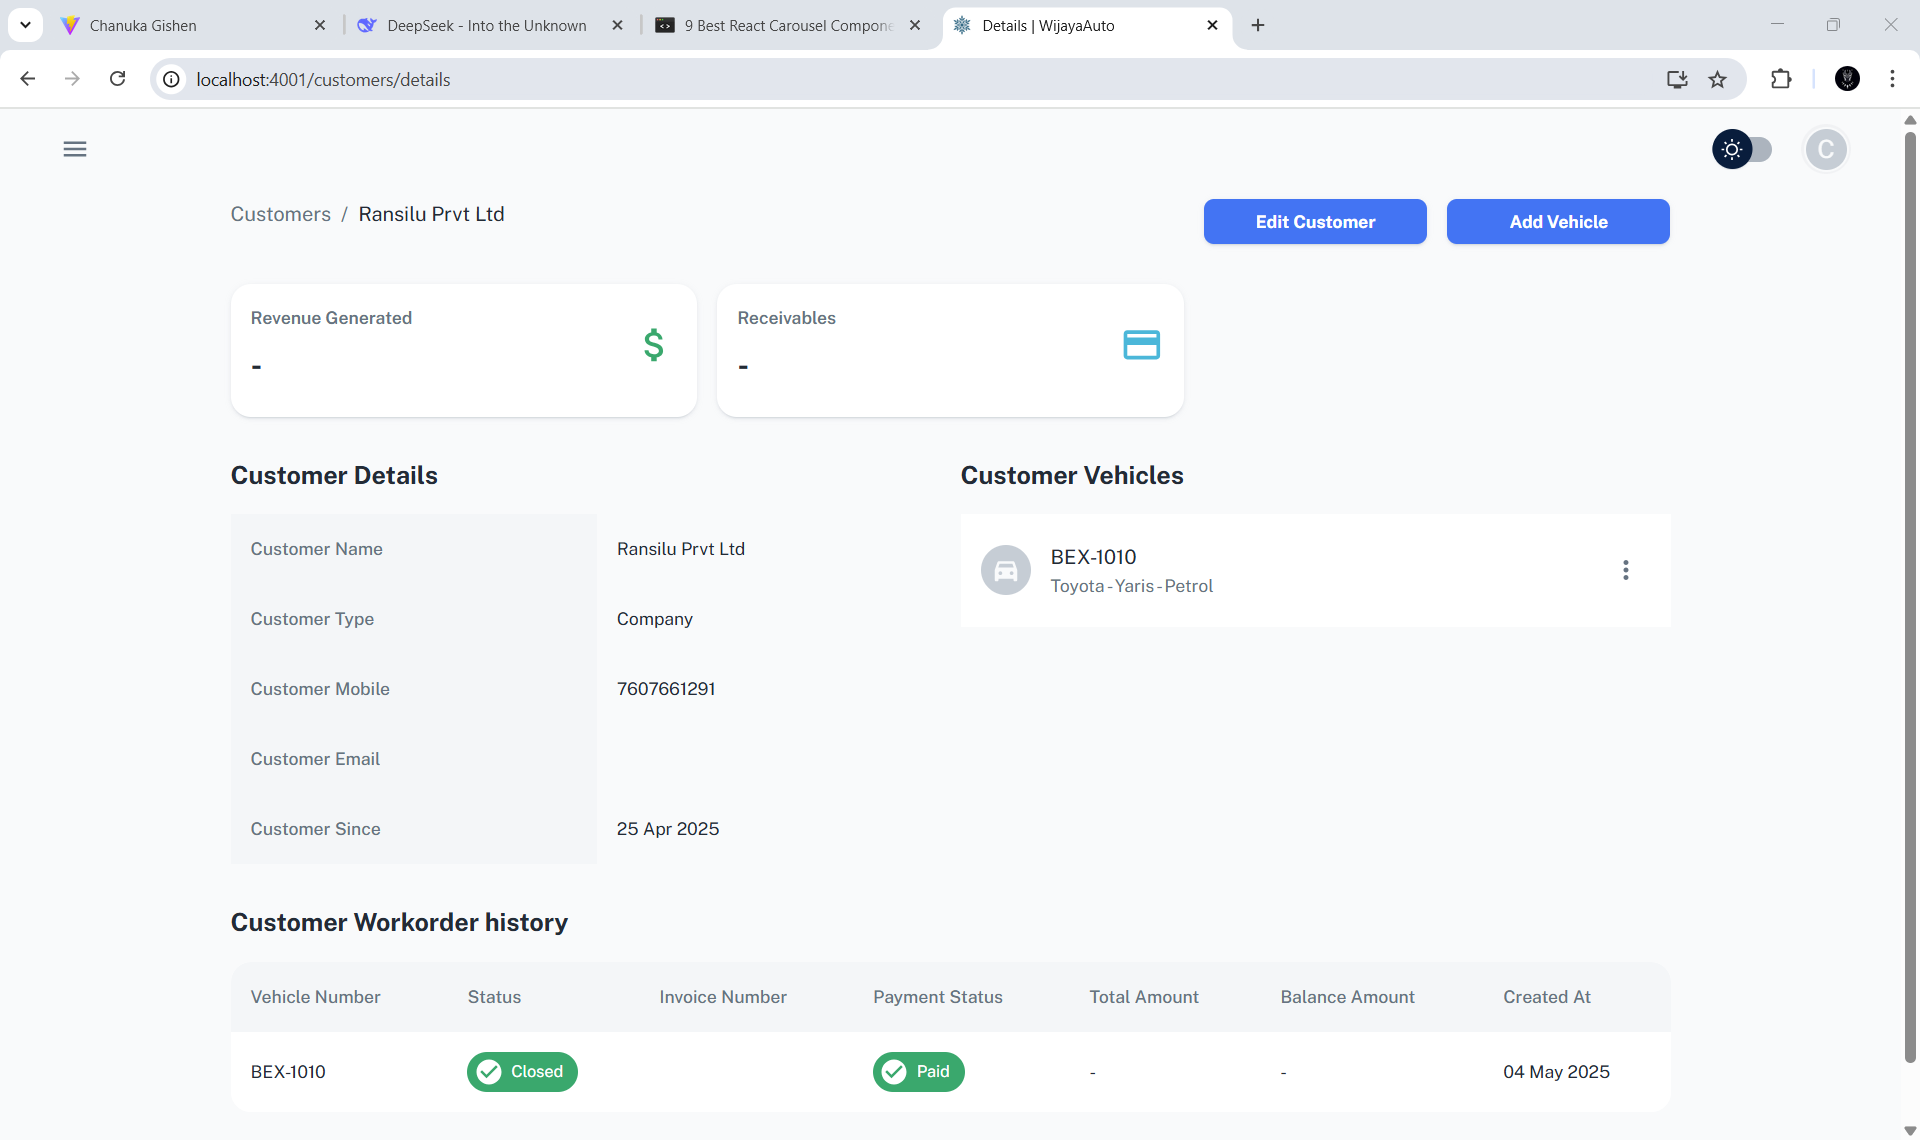 Chanuka Gishen
DeepSeek - Into the Unknown
9 Best React Carousel Compone
Details | WijayaAuto
localhost:4001/customers/details
C
Customers / Ransilu Prvt Ltd
Edit Customer
Add Vehicle
Revenue Generated
$
-
Receivables
-
Customer Details
Customer Name Ransilu Prvt Ltd
Customer Type Company
Customer Mobile 7607661291
Customer Email
Customer Since 25 Apr 2025
Customer Vehicles
BEX-1010
Toyota - Yaris - Petrol
Customer Workorder history
Vehicle Number Status Invoice Number Payment Status Total Amount Balance Amount Created At
BEX-1010 Closed Paid - - 04 May 2025